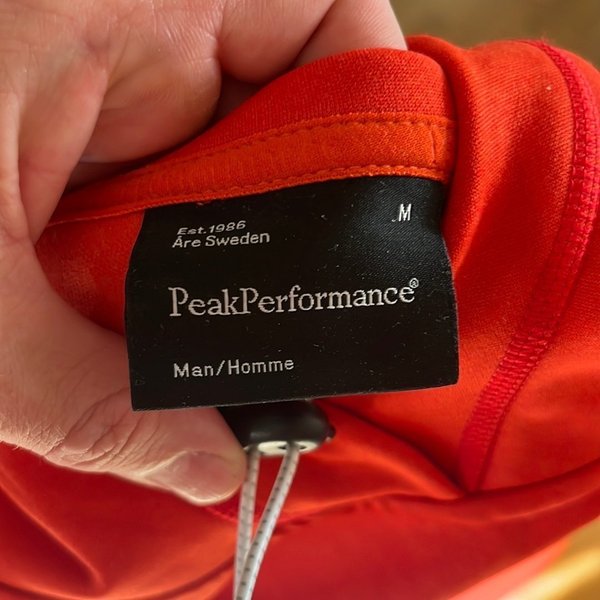 Est.1986
Åre Sweden
M
PeakPerformance®
Man/Homme